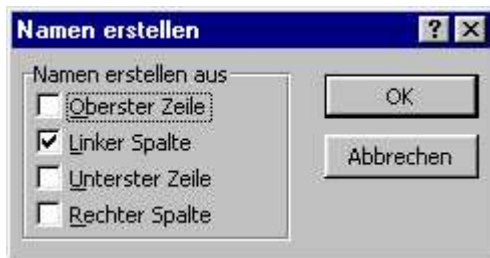 Namen erstellen
Namen erstellen aus
Oberster Zeile
Linker Spalte
Unterster Zeile
Rechter Spalte
OK
Abbrechen